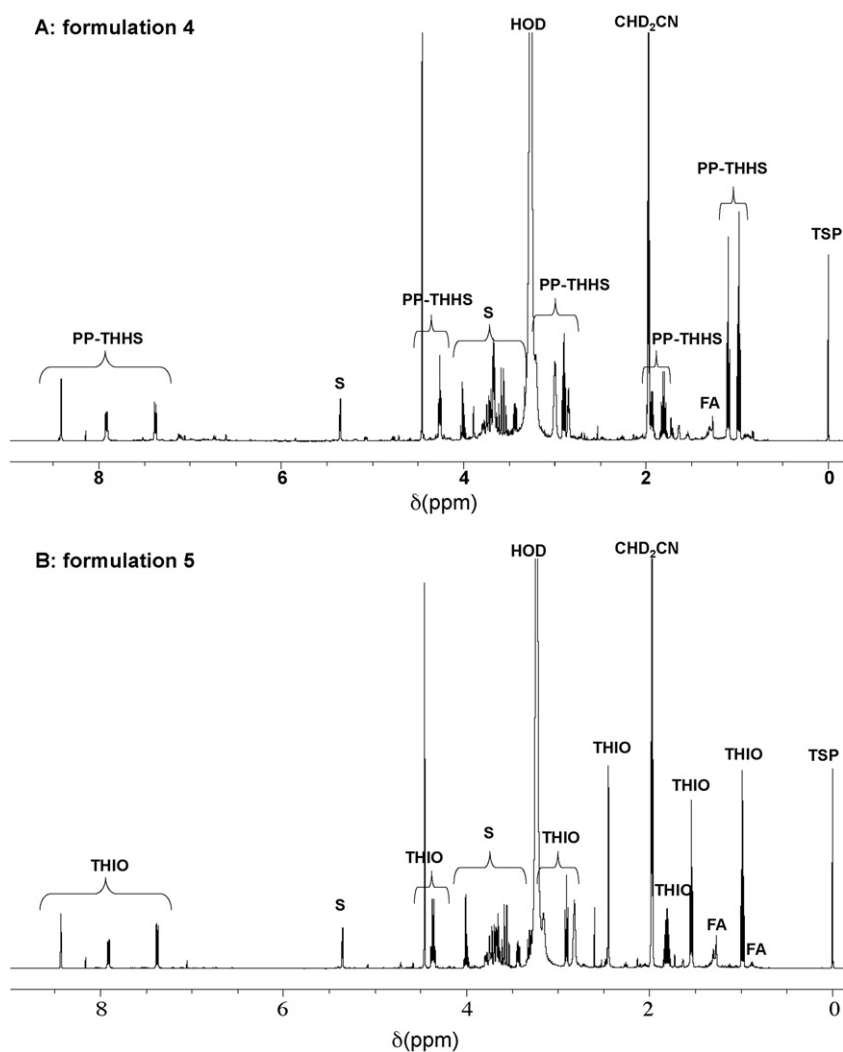 A: formulation 4
HOD
CHD₂CN
PP-THHS
TSP
PP-THHS
S
PP-THHS
PP-THHS
PP-THHS
S
FA
8 6 4 2 0
δ(ppm)
B: formulation 5
HOD
CHD₂CN
THIO
THIO
TSP
THIO
S
THIO
THIO
THIO
THIO
S
FA
FA
8 6 4 2 0
δ(ppm)